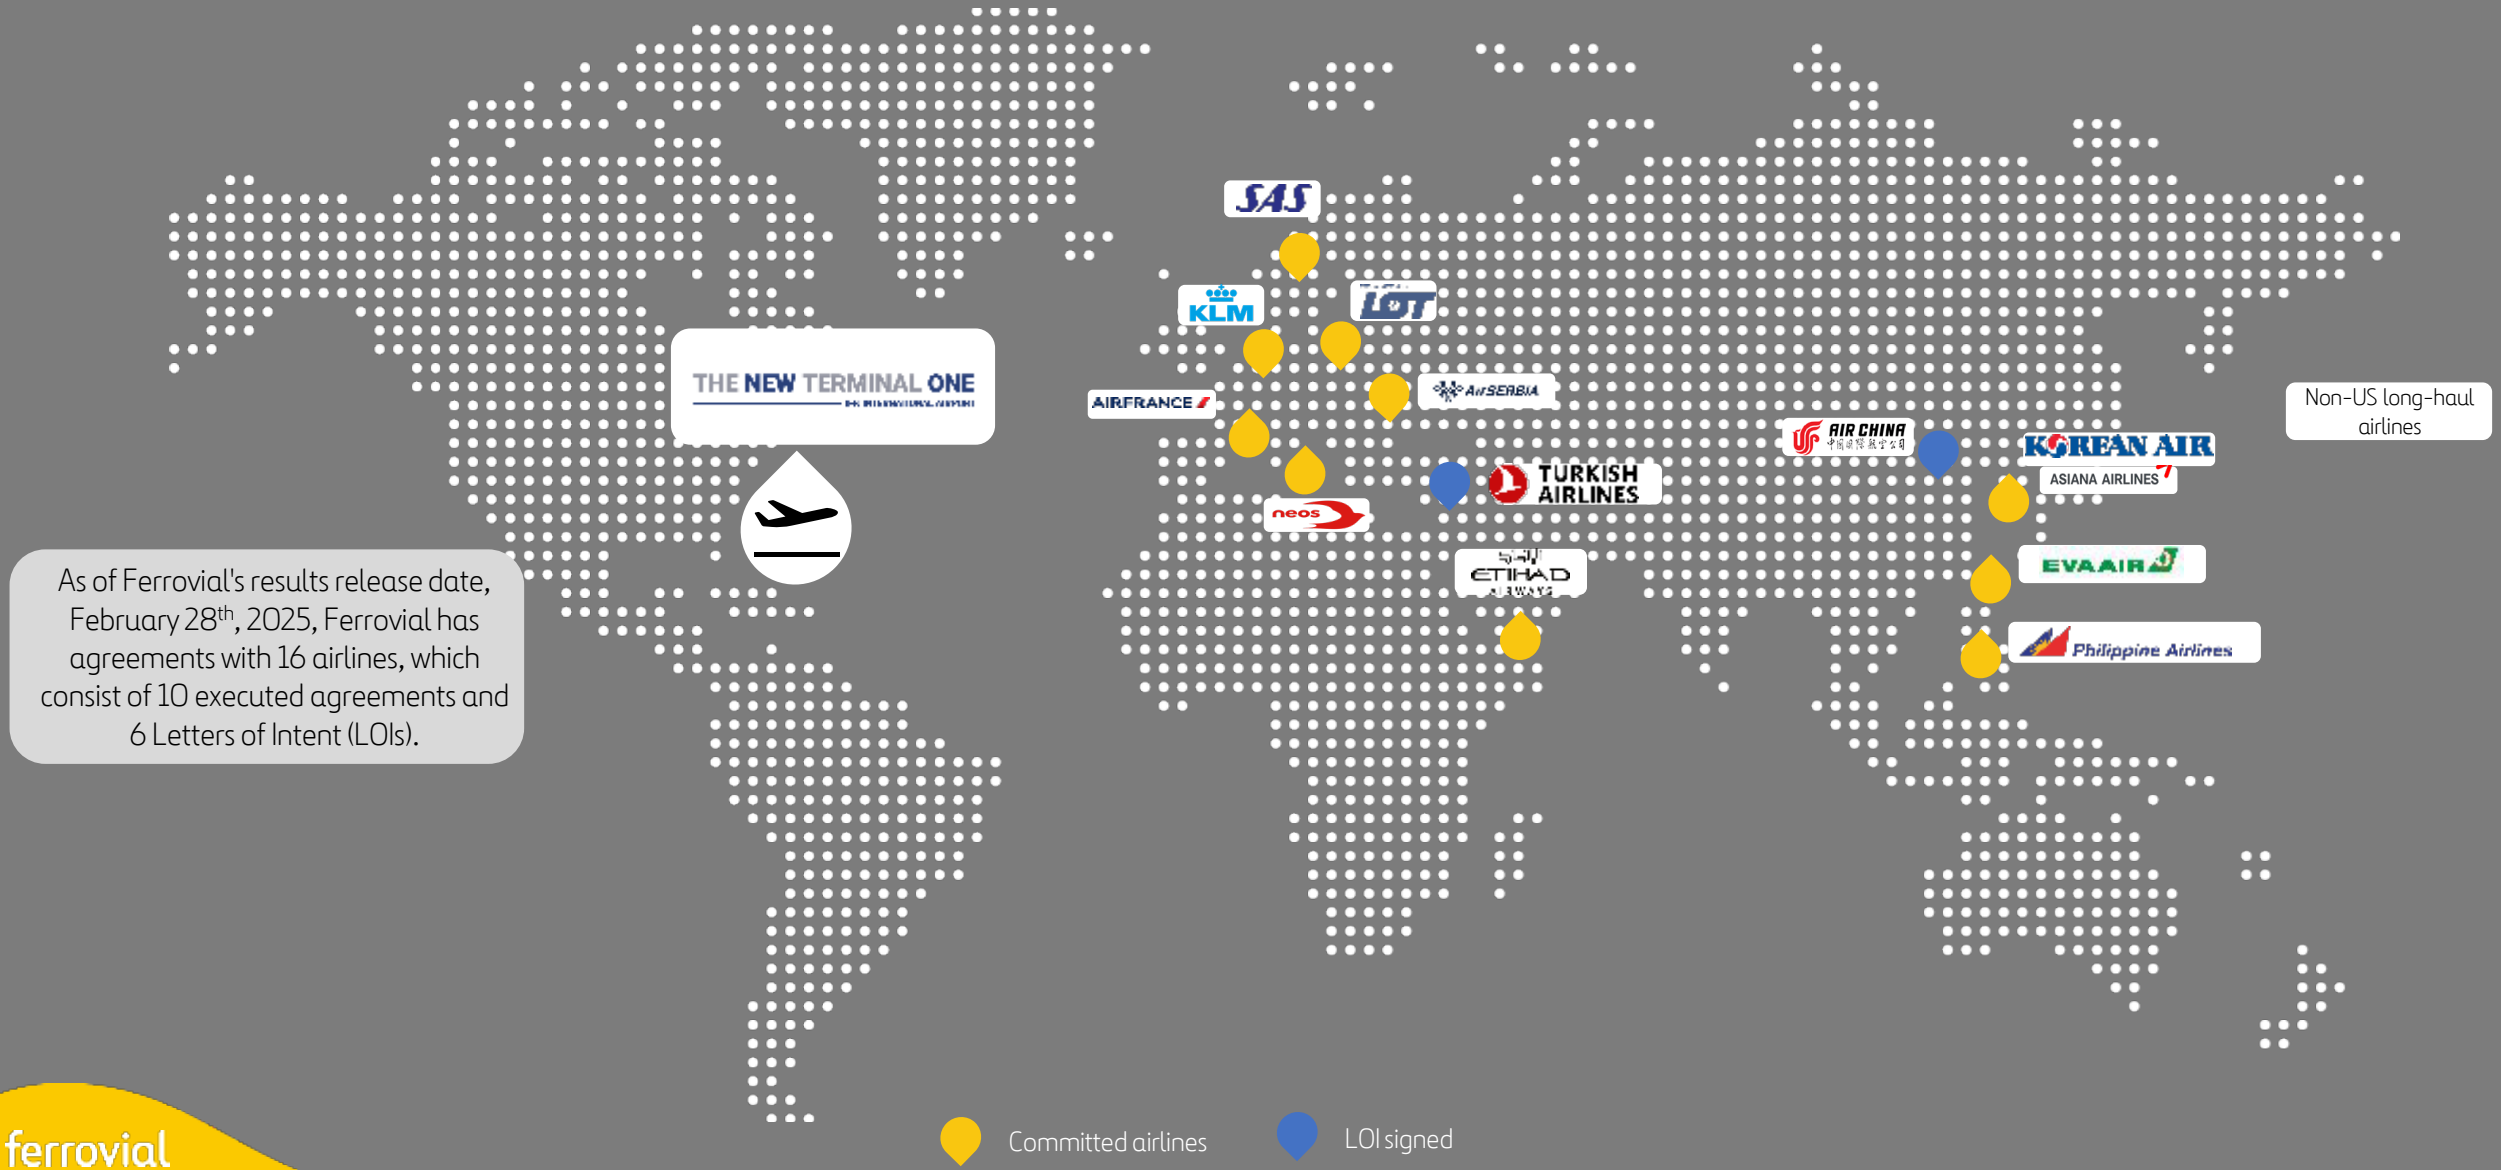 SAS
KLM
LOT
THE NEW TERMINAL ONE
AIRFRANCE
AirSERBIA
Non-US long-haul
airlines
AIR CHINA
KOREAN AIR
ASIANA AIRLINES
TURKISH
AIRLINES
neos
ETIHAD
AIRWAYS
EVA AIR
Philippine Airlines
As of Ferrovial's results release date,
February 28th, 2025, Ferrovial has
agreements with 16 airlines, which
consist of 10 executed agreements and
6 Letters of Intent (LOIs).
ferrovial
Committed airlines
LOI signed